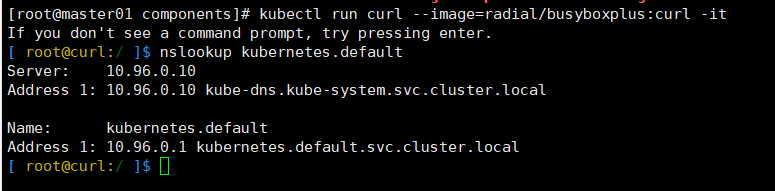 [root@master01 components]# kubectl run curl --image=radial/busyboxplus:curl -it
If you don't see a command prompt, try pressing enter.
[ root@curl:/ ]$ nslookup kubernetes.default
Server:    10.96.0.10
Address 1: 10.96.0.10 kube-dns.kube-system.svc.cluster.local

Name:      kubernetes.default
Address 1: 10.96.0.1 kubernetes.default.svc.cluster.local
[ root@curl:/ ]$